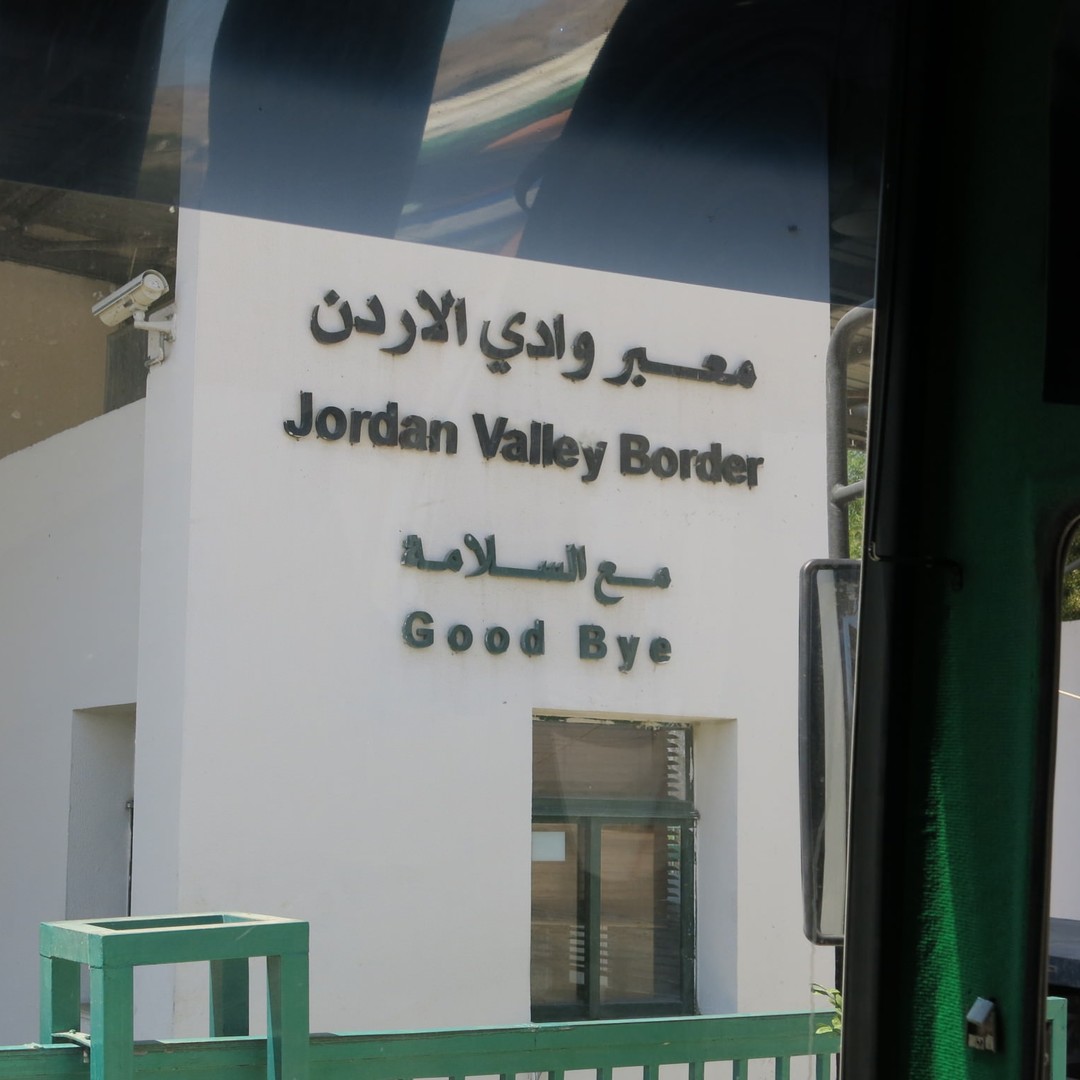 معبر وادي الاردن
Jordan Valley Border
مع السلامة
Good Bye